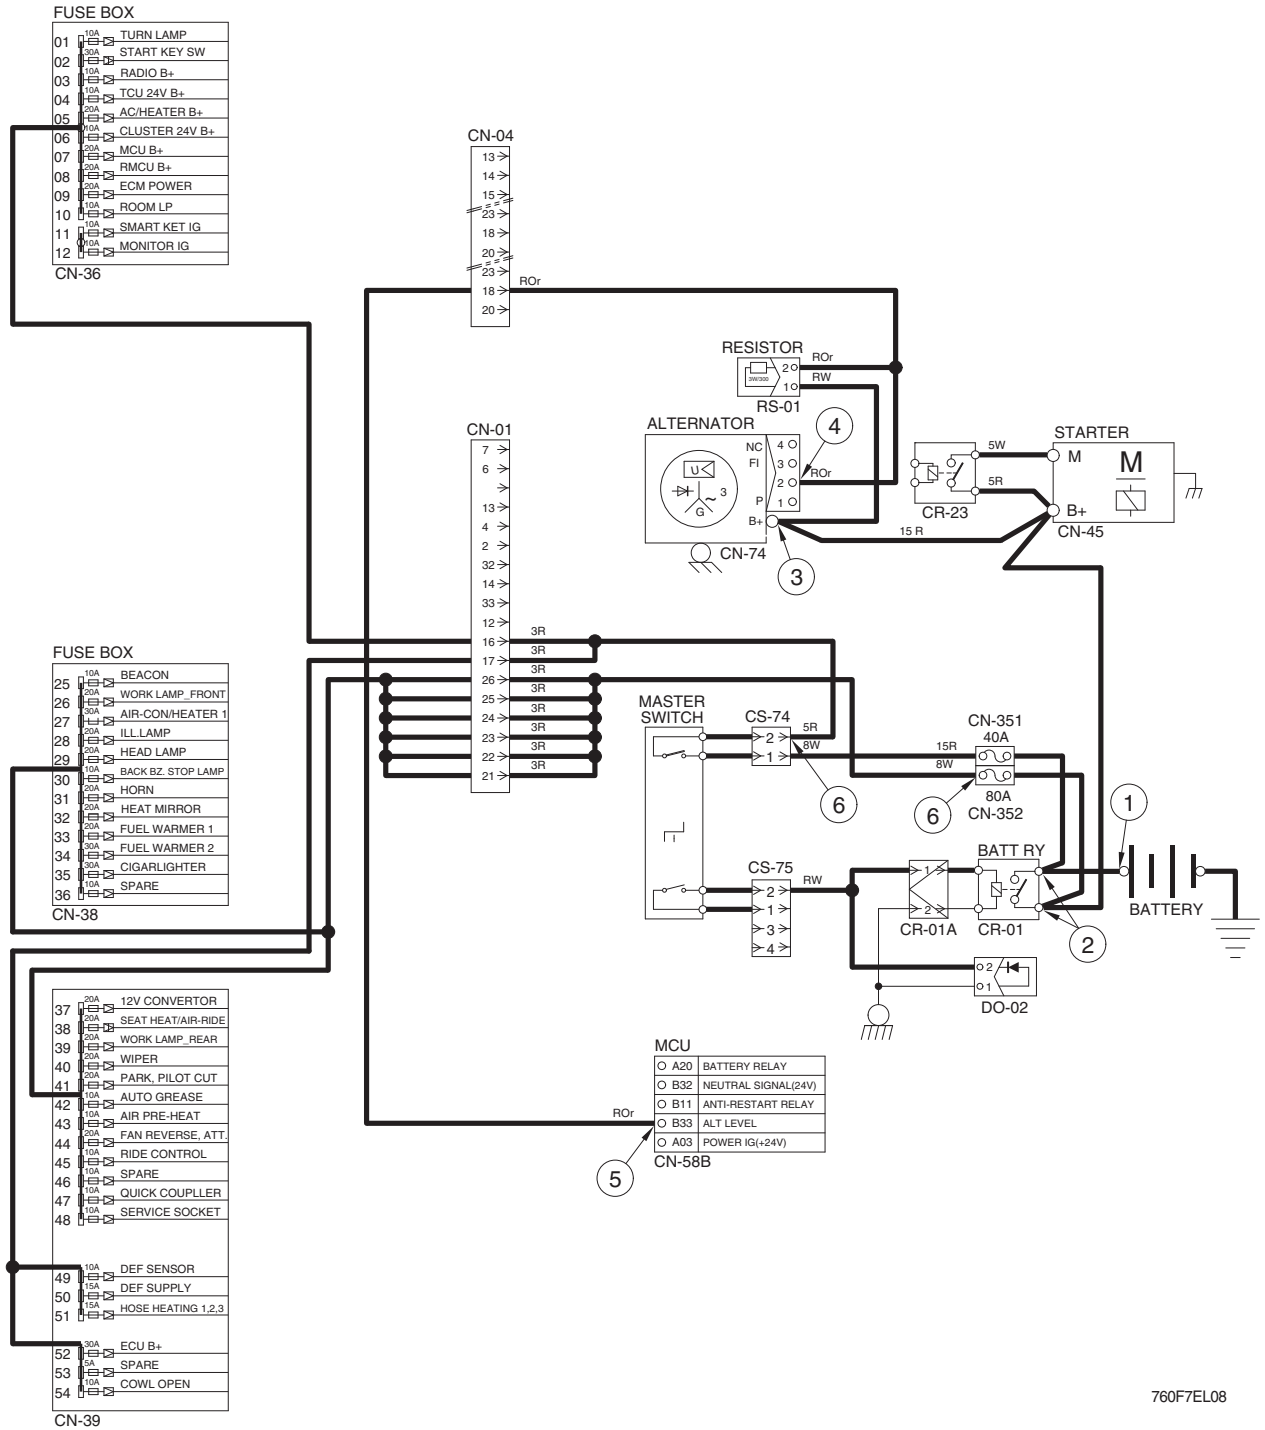 FUSE BOX
01 10A TURN LAMP
02 30A START KEY SW
03 10A RADIO B+
04 10A TCU 24V B+
05 20A AC/HEATER B+
06 10A CLUSTER 24V B+
07 20A MCU B+
08 20A RMCU B+
09 20A ECM POWER
10 10A ROOM LP
11 10A SMART KET IG
12 10A MONITOR IG
CN-36
CN-04
13
14
15
23
18
20
23
18 ROr
20
RESISTOR
3W/300
2 ROr
1 RW
RS-01
ALTERNATOR
U
3
G
NC 4
FI 3
2 ROr
P 1
B+
CN-74
4
3
15 R
CR-23
5W
5R
STARTER
M
M
B+
CN-45
CN-01
7
6
13
4
2
32
14
33
12
16 3R
17 3R
26 3R
25 3R
24 3R
23 3R
22 3R
21 3R
FUSE BOX
25 10A BEACON
26 20A WORK LAMP_FRONT
27 30A AIR-CON/HEATER 1
28 20A ILL.LAMP
29 20A HEAD LAMP
30 10A BACK BZ. STOP LAMP
31 20A HORN
32 20A HEAT MIRROR
33 20A FUEL WARMER 1
34 30A FUEL WARMER 2
35 30A CIGARLIGHTER
36 10A SPARE
CN-38
MASTER
SWITCH
CS-74
2 5R
1 8W
6
CN-351
40A
15R
8W
80A
CN-352
6
1
CS-75
2 RW
1
3
4
1
2
CR-01A
BATT RY
CR-01
2
BATTERY
2
1
DO-02
37 20A 12V CONVERTOR
38 20A SEAT HEAT/AIR-RIDE
39 20A WORK LAMP_REAR
40 20A WIPER
41 20A PARK, PILOT CUT
42 10A AUTO GREASE
43 10A AIR PRE-HEAT
44 20A FAN REVERSE, ATT.
45 10A RIDE CONTROL
46 10A SPARE
47 10A QUICK COUPLLER
48 10A SERVICE SOCKET
49 10A DEF SENSOR
50 15A DEF SUPPLY
51 15A HOSE HEATING 1,2,3
52 30A ECU B+
53 5A SPARE
54 10A COWL OPEN
CN-39
MCU
A20 BATTERY RELAY
B32 NEUTRAL SIGNAL(24V)
B11 ANTI-RESTART RELAY
ROr B33 ALT LEVEL
A03 POWER IG(+24V)
CN-58B
5
760F7EL08